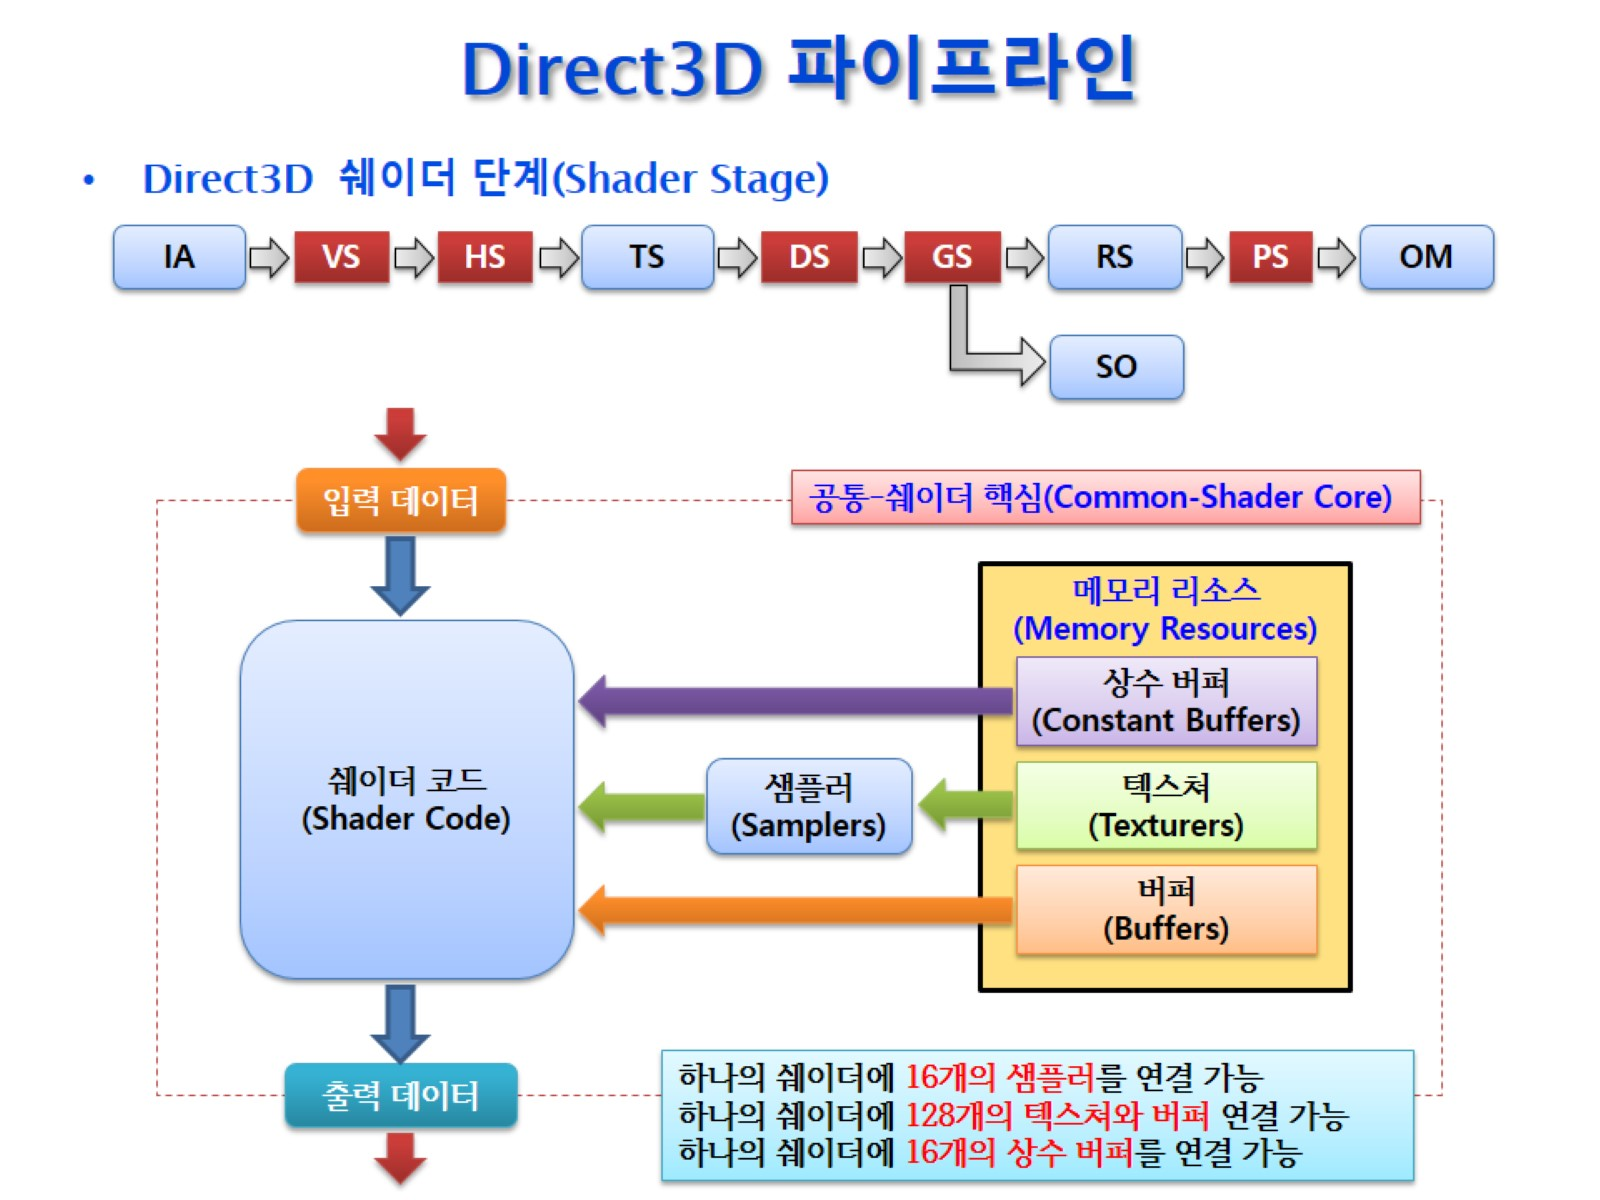 Direct3D 파이프라인
• Direct3D 쉐이더 단계(Shader Stage)
IA
VS
HS
TS
DS
GS
RS
PS
OM
SO
입력 데이터
공통-쉐이더 핵심(Common-Shader Core)
메모리 리소스
(Memory Resources)
상수 버퍼
(Constant Buffers)
쉐이더 코드
(Shader Code)
샘플러
(Samplers)
텍스쳐
(Texturers)
버퍼
(Buffers)
출력 데이터
하나의 쉐이더에 16개의 샘플러를 연결 가능
하나의 쉐이더에 128개의 텍스쳐와 버퍼 연결 가능
하나의 쉐이더에 16개의 상수 버퍼를 연결 가능